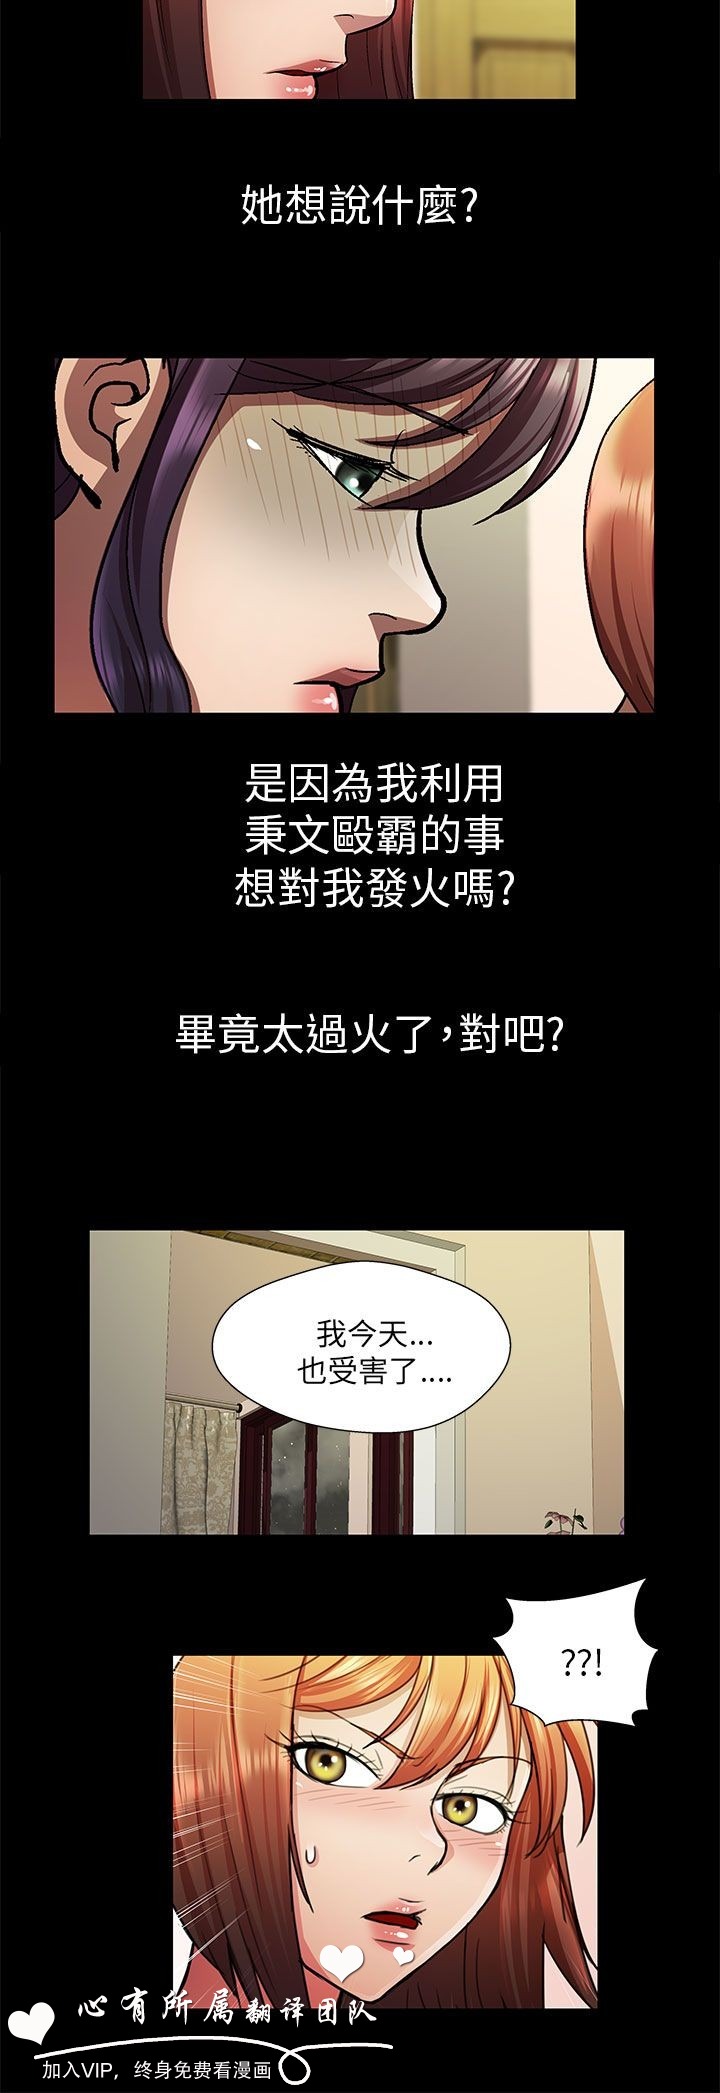 她想說什麼?
是因為我利用
秉文毆霸的事
想對我發火嗎?
畢竟太過火了,對吧?
我今天...
也受害了....
??!
心有所属翻译团队
加入VIP，终身免费看漫画